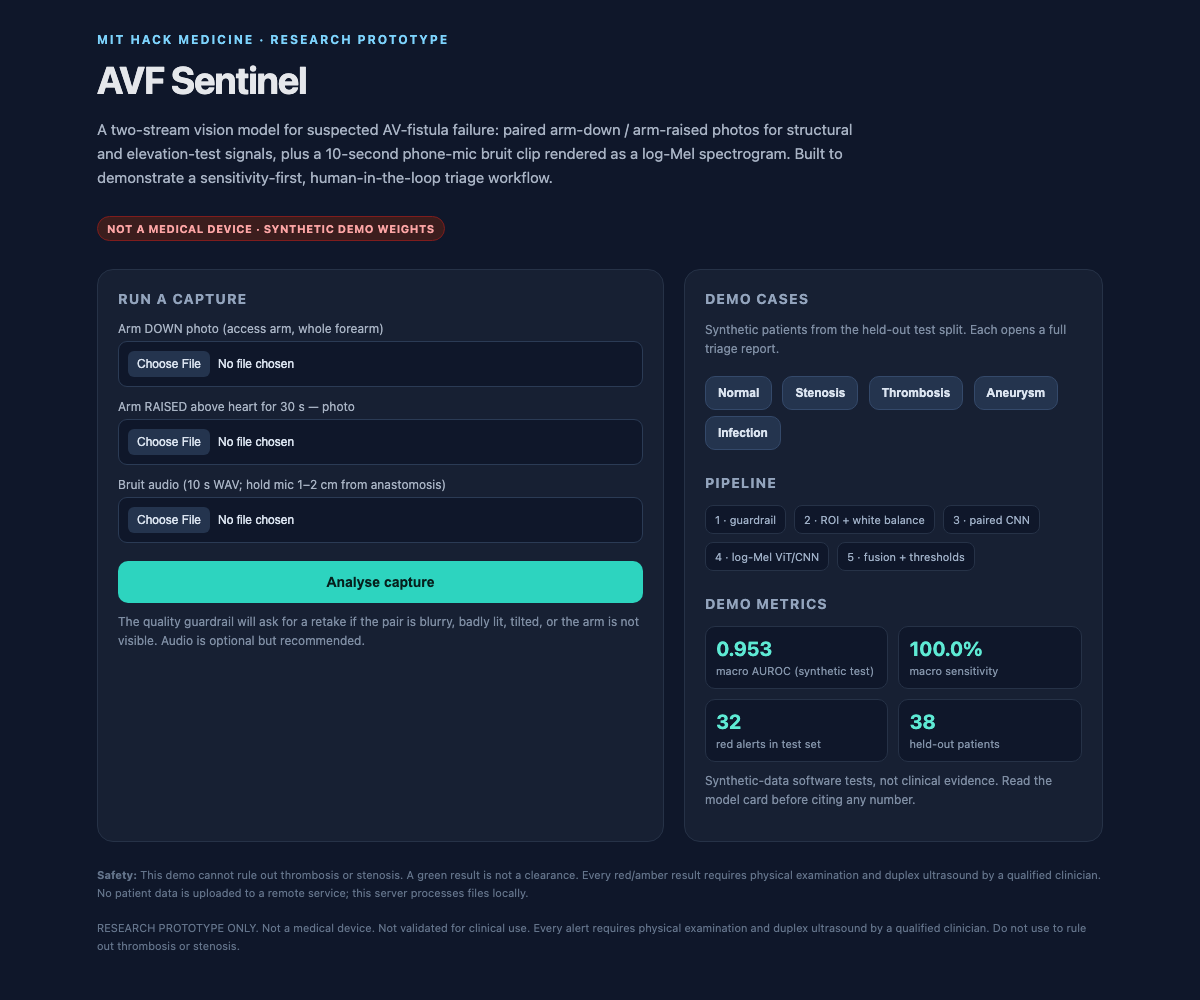 MIT HACK MEDICINE · RESEARCH PROTOTYPE
AVF Sentinel
A two-stream vision model for suspected AV-fistula failure: paired arm-down / arm-raised photos for structural
and elevation-test signals, plus a 10-second phone-mic bruit clip rendered as a log-Mel spectrogram. Built to
demonstrate a sensitivity-first, human-in-the-loop triage workflow.
NOT A MEDICAL DEVICE · SYNTHETIC DEMO WEIGHTS
RUN A CAPTURE
Arm DOWN photo (access arm, whole forearm)
Choose File No file chosen
Arm RAISED above heart for 30 s — photo
Choose File No file chosen
Bruit audio (10 s WAV; hold mic 1–2 cm from anastomosis)
Choose File No file chosen
Analyse capture
The quality guardrail will ask for a retake if the pair is blurry, badly lit, tilted, or the arm is not
visible. Audio is optional but recommended.
DEMO CASES
Synthetic patients from the held-out test split. Each opens a full
triage report.
Normal Stenosis Thrombosis Aneurysm
Infection
PIPELINE
1 · guardrail 2 · ROI + white balance 3 · paired CNN
4 · log-Mel ViT/CNN 5 · fusion + thresholds
DEMO METRICS
0.953
macro AUROC (synthetic test)
100.0%
macro sensitivity
32
red alerts in test set
38
held-out patients
Synthetic-data software tests, not clinical evidence. Read the
model card before citing any number.
Safety: This demo cannot rule out thrombosis or stenosis. A green result is not a clearance. Every red/amber result requires physical examination and duplex ultrasound by a qualified clinician.
No patient data is uploaded to a remote service; this server processes files locally.
RESEARCH PROTOTYPE ONLY. Not a medical device. Not validated for clinical use. Every alert requires physical examination and duplex ultrasound by a qualified clinician. Do not use to rule
out thrombosis or stenosis.